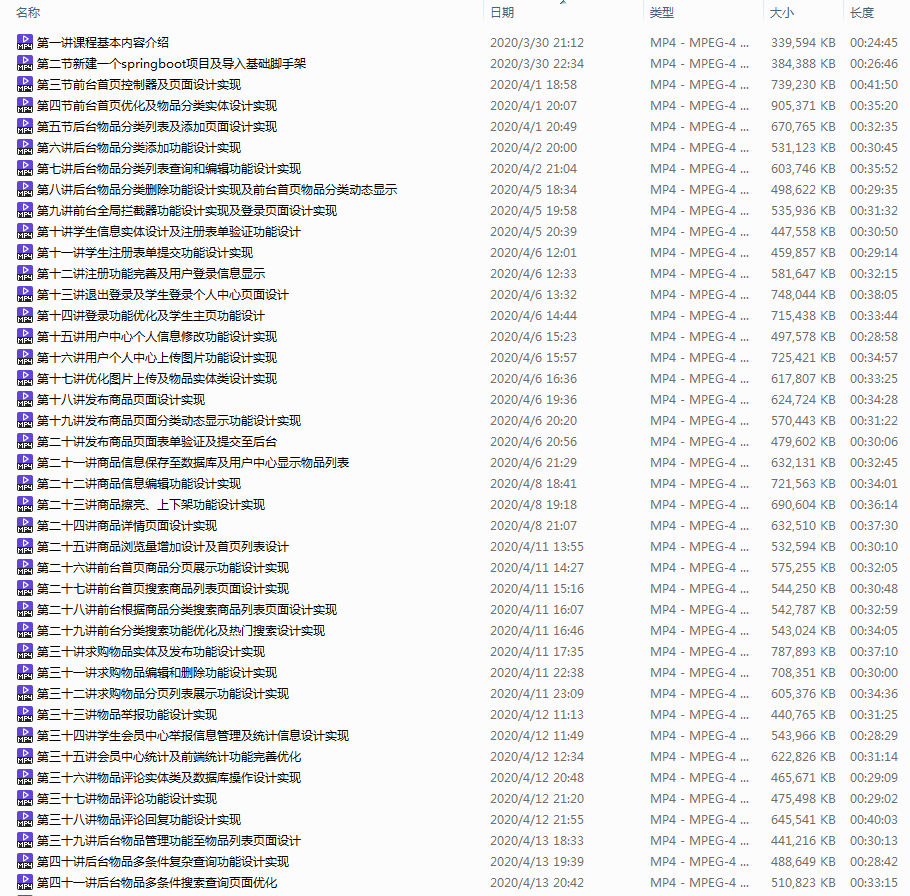 名称 日期 类型 大小 长度
第一讲课程基本内容介绍 2020/3/30 21:12 MP4 - MPEG-4 ... 339,594 KB 00:24:45
第二节新建一个springboot项目及导入基础脚手架 2020/3/30 22:34 MP4 - MPEG-4 ... 384,388 KB 00:26:46
第三节前台首页控制器及页面设计实现 2020/4/1 18:58 MP4 - MPEG-4 ... 739,230 KB 00:41:50
第四节前台首页优化及物品分类实体设计实现 2020/4/1 20:07 MP4 - MPEG-4 ... 905,371 KB 00:35:20
第五节后台物品分类列表及添加页面设计实现 2020/4/1 20:49 MP4 - MPEG-4 ... 670,765 KB 00:32:35
第六讲后台物品分类添加功能设计实现 2020/4/2 20:00 MP4 - MPEG-4 ... 531,123 KB 00:30:45
第七讲后台物品分类列表查询和编辑功能设计实现 2020/4/2 21:04 MP4 - MPEG-4 ... 603,746 KB 00:35:52
第八讲后台物品分类删除功能设计实现及前台首页物品分类动态显示 2020/4/5 18:34 MP4 - MPEG-4 ... 498,622 KB 00:29:35
第九讲前台全局拦截器功能设计实现及登录页面设计实现 2020/4/5 19:58 MP4 - MPEG-4 ... 535,936 KB 00:31:32
第十讲学生信息实体设计及注册表单验证功能设计 2020/4/5 20:39 MP4 - MPEG-4 ... 447,558 KB 00:30:50
第十一讲学生注册表单提交功能设计实现 2020/4/6 12:01 MP4 - MPEG-4 ... 459,857 KB 00:29:14
第十二讲注册功能完善及用户登录信息显示 2020/4/6 12:33 MP4 - MPEG-4 ... 581,647 KB 00:32:15
第十三讲退出登录及学生登录个人中心页面设计 2020/4/6 13:32 MP4 - MPEG-4 ... 748,044 KB 00:38:05
第十四讲登录功能优化及学生主页功能设计 2020/4/6 14:44 MP4 - MPEG-4 ... 715,438 KB 00:33:44
第十五讲用户中心个人信息修改功能设计实现 2020/4/6 15:23 MP4 - MPEG-4 ... 497,578 KB 00:28:58
第十六讲用户个人中心上传图片功能设计实现 2020/4/6 15:57 MP4 - MPEG-4 ... 725,421 KB 00:34:57
第十七讲优化图片上传及物品实体类设计实现 2020/4/6 16:36 MP4 - MPEG-4 ... 617,807 KB 00:33:25
第十八讲发布商品页面设计实现 2020/4/6 19:36 MP4 - MPEG-4 ... 624,724 KB 00:34:28
第十九讲发布商品页面分类动态显示功能设计实现 2020/4/6 20:20 MP4 - MPEG-4 ... 570,443 KB 00:31:22
第二十讲发布商品页面表单验证及提交至后台 2020/4/6 20:56 MP4 - MPEG-4 ... 479,602 KB 00:30:06
第二十一讲商品信息保存至数据库及用户中心显示物品列表 2020/4/6 21:29 MP4 - MPEG-4 ... 632,131 KB 00:32:45
第二十二讲商品信息编辑功能设计实现 2020/4/8 18:41 MP4 - MPEG-4 ... 721,563 KB 00:34:01
第二十三讲商品擦亮、上下架功能设计实现 2020/4/8 19:18 MP4 - MPEG-4 ... 690,604 KB 00:36:14
第二十四讲商品详情页面设计实现 2020/4/8 21:07 MP4 - MPEG-4 ... 632,510 KB 00:37:30
第二十五讲商品浏览量增加设计及首页列表设计 2020/4/11 13:55 MP4 - MPEG-4 ... 532,594 KB 00:30:10
第二十六讲前台首页商品分页展示功能设计实现 2020/4/11 14:27 MP4 - MPEG-4 ... 575,255 KB 00:32:05
第二十七讲前台首页搜索商品列表页面设计实现 2020/4/11 15:16 MP4 - MPEG-4 ... 544,250 KB 00:30:48
第二十八讲前台根据商品分类搜索商品列表页面设计实现 2020/4/11 16:07 MP4 - MPEG-4 ... 542,787 KB 00:32:59
第二十九讲前台分类搜索功能优化及热门搜索设计实现 2020/4/11 16:46 MP4 - MPEG-4 ... 543,024 KB 00:34:05
第三十讲求购物品实体及发布功能设计实现 2020/4/11 17:35 MP4 - MPEG-4 ... 787,893 KB 00:37:10
第三十一讲求购物品编辑和删除功能设计实现 2020/4/11 22:38 MP4 - MPEG-4 ... 708,351 KB 00:30:00
第三十二讲求购物品分页列表展示功能设计实现 2020/4/11 23:09 MP4 - MPEG-4 ... 605,376 KB 00:34:36
第三十三讲物品举报功能设计实现 2020/4/12 11:13 MP4 - MPEG-4 ... 440,765 KB 00:31:25
第三十四讲学生会员中心举报信息管理及统计信息设计实现 2020/4/12 11:49 MP4 - MPEG-4 ... 543,966 KB 00:28:29
第三十五讲会员中心统计及前端统计功能完善优化 2020/4/12 12:34 MP4 - MPEG-4 ... 622,826 KB 00:31:14
第三十六讲物品评论实体类及数据库操作设计实现 2020/4/12 20:48 MP4 - MPEG-4 ... 465,671 KB 00:29:09
第三十七讲物品评论功能设计实现 2020/4/12 21:20 MP4 - MPEG-4 ... 475,498 KB 00:29:02
第三十八讲物品评论回复功能设计实现 2020/4/12 21:55 MP4 - MPEG-4 ... 645,541 KB 00:40:03
第三十九讲后台物品管理功能至物品列表页面设计 2020/4/13 18:33 MP4 - MPEG-4 ... 441,216 KB 00:30:13
第四十讲后台物品多条件复杂查询功能设计实现 2020/4/13 19:39 MP4 - MPEG-4 ... 488,649 KB 00:28:42
第四十一讲后台物品多条件搜索查询页面优化 2020/4/13 20:42 MP4 - MPEG-4 ... 510,823 KB 00:33:15